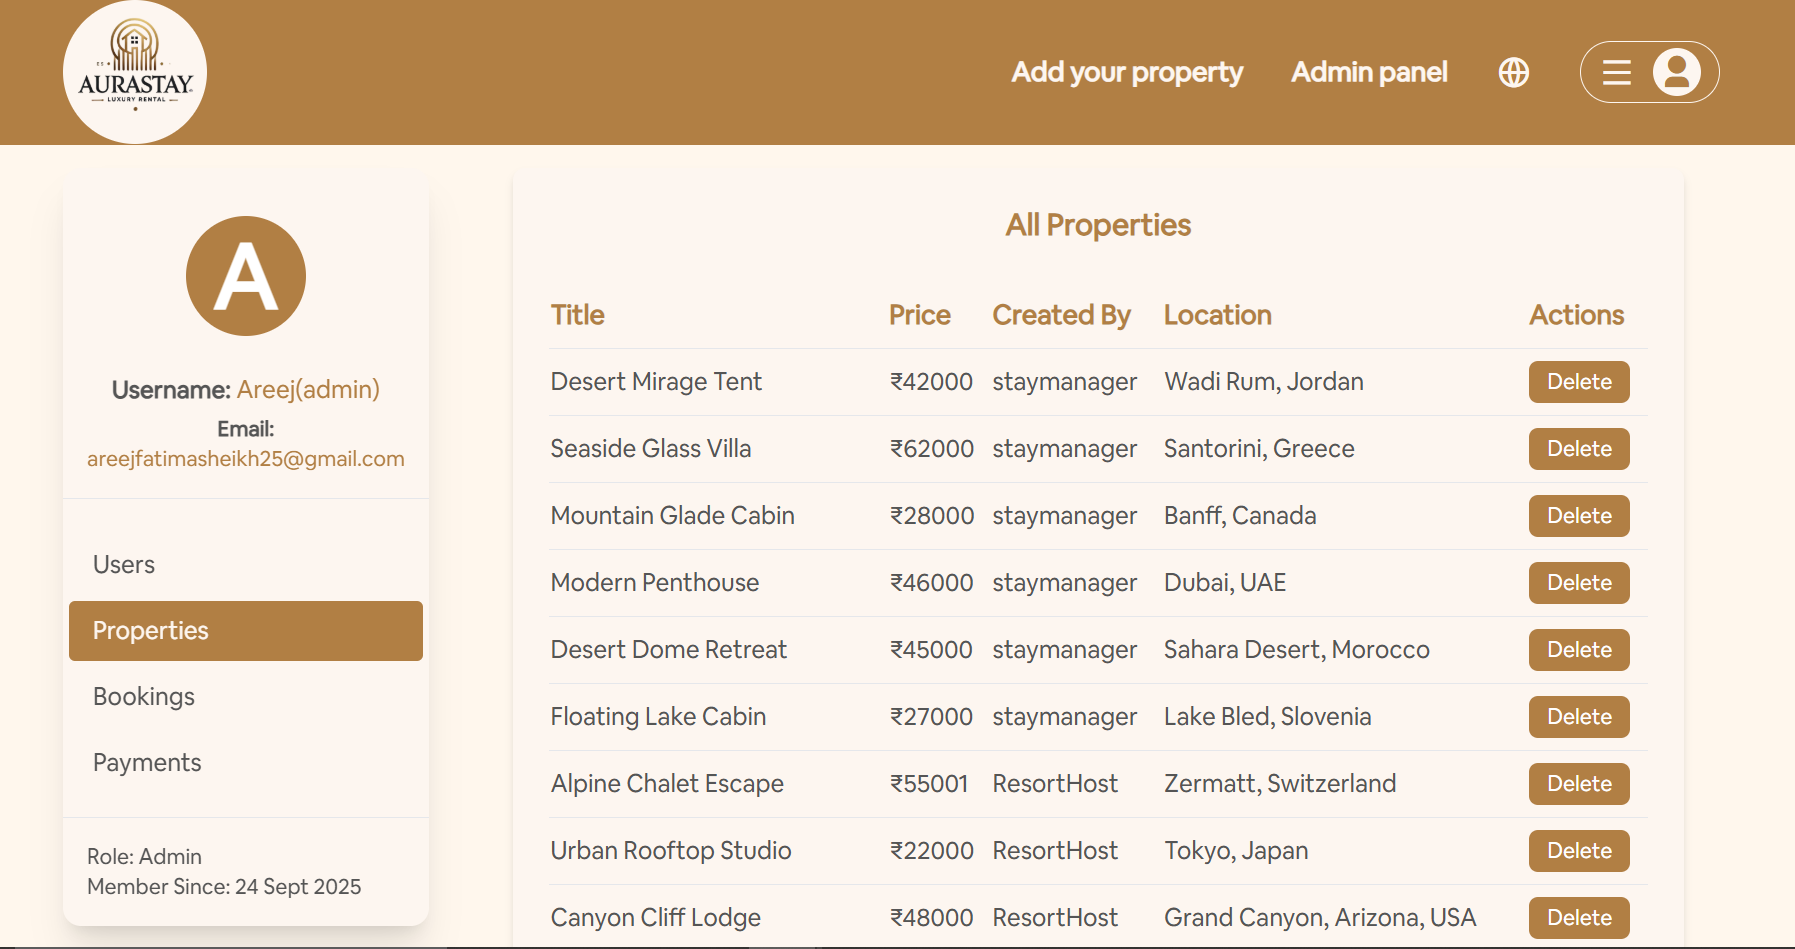 ES
AURASTAY
LUXURY RENTAL
Add your property
Admin panel
A
Username: Areej(admin)
Email:
areejfatimasheikh25@gmail.com
Users
Properties
Bookings
Payments
Role: Admin
Member Since: 24 Sept 2025
All Properties
Title Price Created By Location Actions
Desert Mirage Tent ₹42000 staymanager Wadi Rum, Jordan Delete
Seaside Glass Villa ₹62000 staymanager Santorini, Greece Delete
Mountain Glade Cabin ₹28000 staymanager Banff, Canada Delete
Modern Penthouse ₹46000 staymanager Dubai, UAE Delete
Desert Dome Retreat ₹45000 staymanager Sahara Desert, Morocco Delete
Floating Lake Cabin ₹27000 staymanager Lake Bled, Slovenia Delete
Alpine Chalet Escape ₹55001 ResortHost Zermatt, Switzerland Delete
Urban Rooftop Studio ₹22000 ResortHost Tokyo, Japan Delete
Canyon Cliff Lodge ₹48000 ResortHost Grand Canyon, Arizona, USA Delete